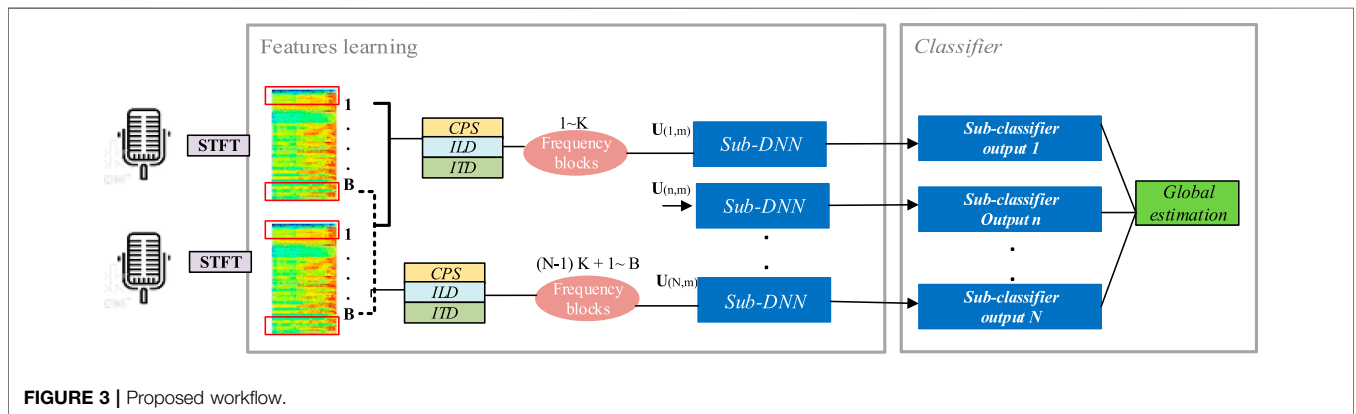 Features learning
Classifier
STFT
1
B
CPS
ILD
ITD
1~K
Frequency
blocks
U(1,m)
Sub-DNN
Sub-classifier
output 1
U(n,m)
Sub-DNN
Sub-classifier
Output n
Global
estimation
STFT
1
B
CPS
ILD
ITD
(N-1) K + 1~ B
Frequency
blocks
U(N,m)
Sub-DNN
Sub-classifier
output N
FIGURE 3 | Proposed workflow.